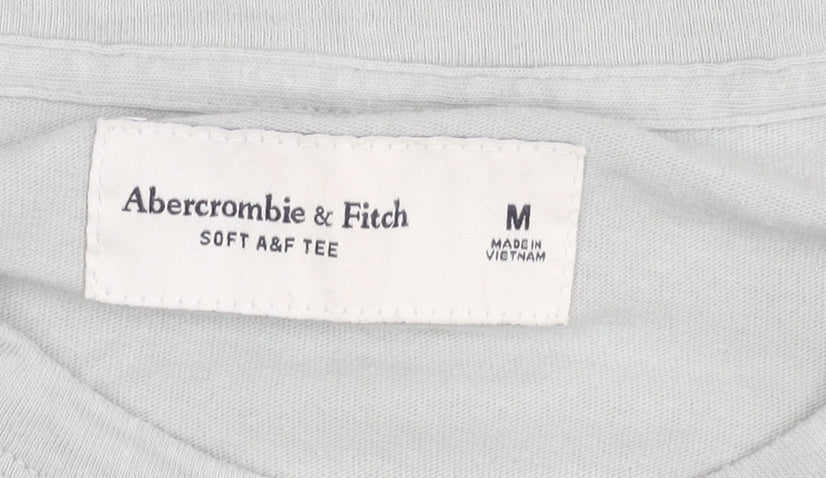 Abercrombie & Fitch
SOFT A&F TEE
M
MADE IN
VIETNAM